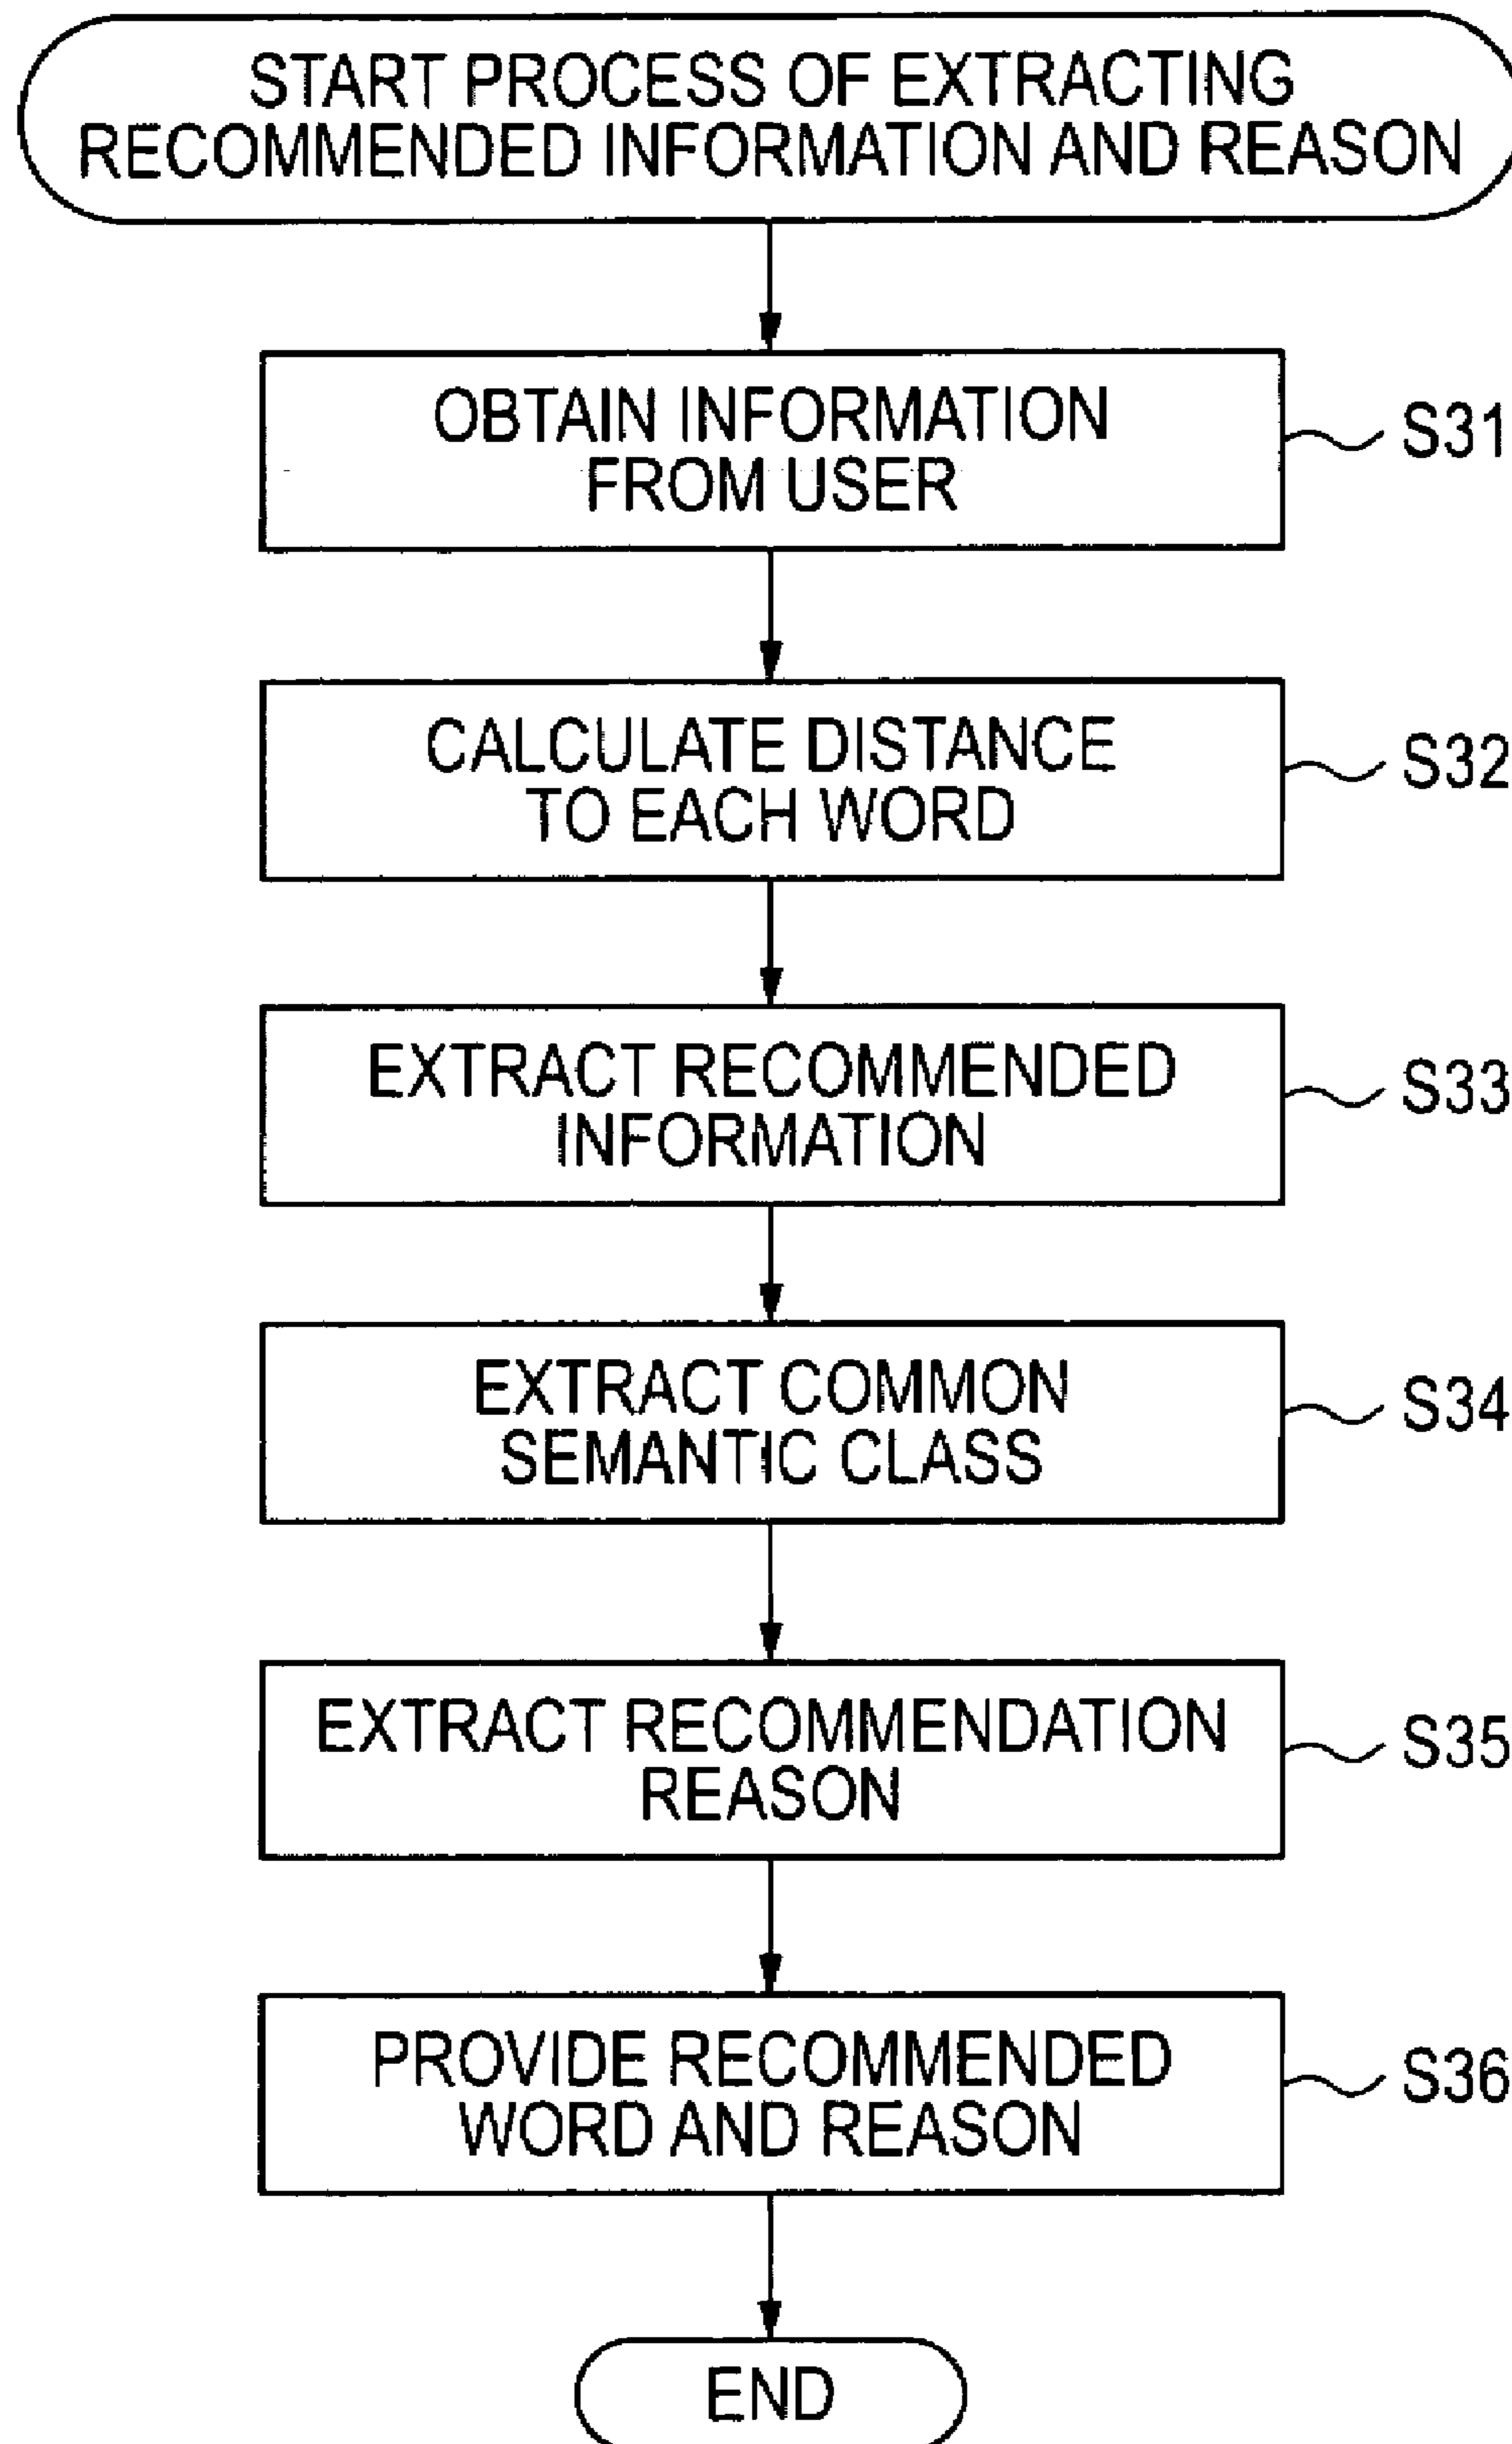 START PROCESS OF EXTRACTING
RECOMMENDED INFORMATION AND REASON
OBTAIN INFORMATION
FROM USER
S31
CALCULATE DISTANCE
TO EACH WORD
S32
EXTRACT RECOMMENDED
INFORMATION
S33
EXTRACT COMMON
SEMANTIC CLASS
S34
EXTRACT RECOMMENDATION
REASON
S35
PROVIDE RECOMMENDED
WORD AND REASON
S36
END